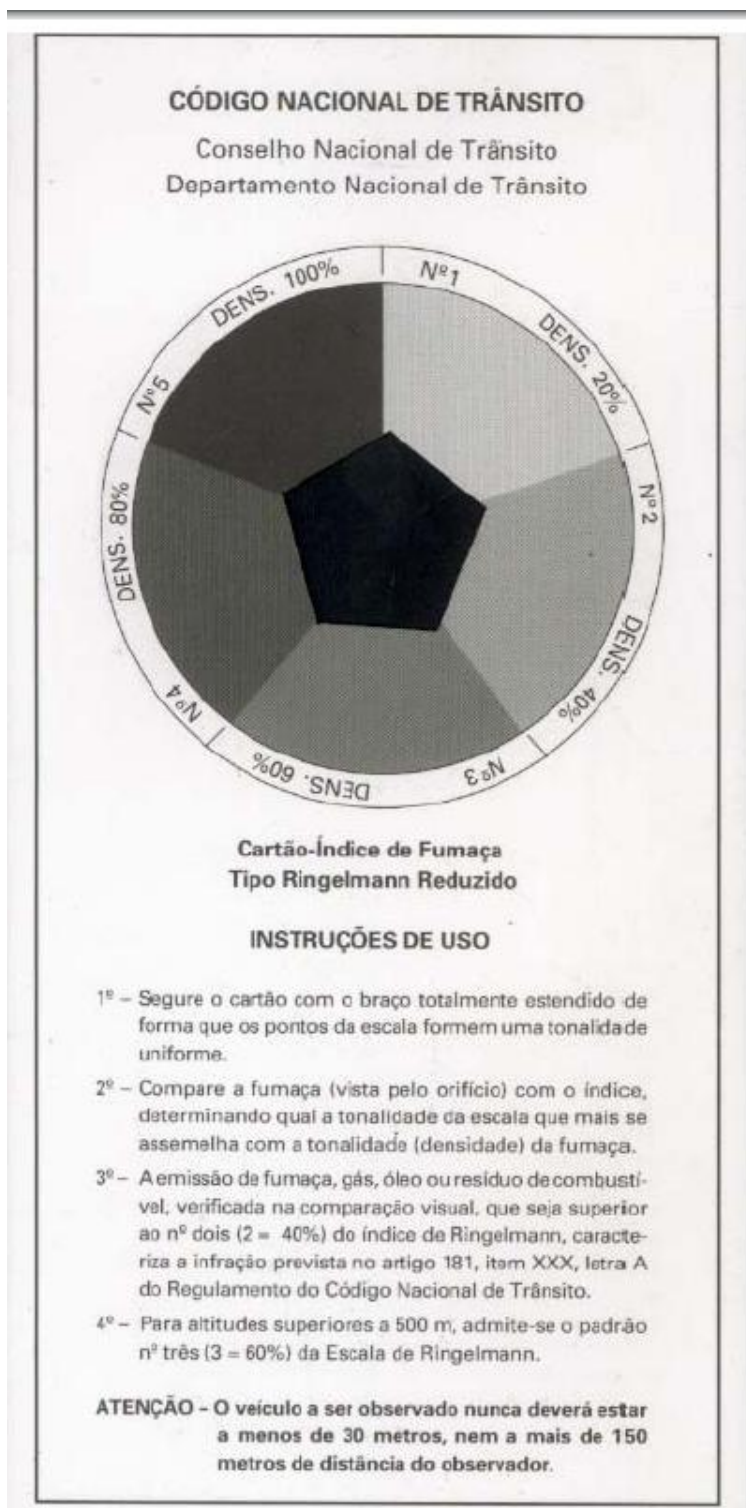 CÓDIGO NACIONAL DE TRÂNSITO
Conselho Nacional de Trânsito
Departamento Nacional de Trânsito
Nº1
DENS. 20%
Nº2
DENS. 40%
Nº3
DENS. 60%
Nº4
DENS. 80%
Nº5
DENS. 100%
Cartão-Índice de Fumaça
Tipo Ringelmann Reduzido
INSTRUÇÕES DE USO
1º – Segure o cartão com o braço totalmente estendido de
forma que os pontos da escala formem uma tonalidade
uniforme.
2º – Compare a fumaça (vista pelo orifício) com o índice,
determinando qual a tonalidade da escala que mais se
assemelha com a tonalidade (densidade) da fumaça.
3º – A emissão de fumaça, gás, óleo ou resíduo de combustí-
vel, verificada na comparação visual, que seja superior
ao nº dois (2 = 40%) do índice de Ringelmann, caracte-
riza a infração prevista no artigo 181, item XXX, letra A
do Regulamento do Código Nacional de Trânsito.
4º – Para altitudes superiores a 500 m, admite-se o padrão
nº três (3 = 60%) da Escala de Ringelmann.
ATENÇÃO – O veículo a ser observado nunca deverá estar
a menos de 30 metros, nem a mais de 150
metros de distância do observador.